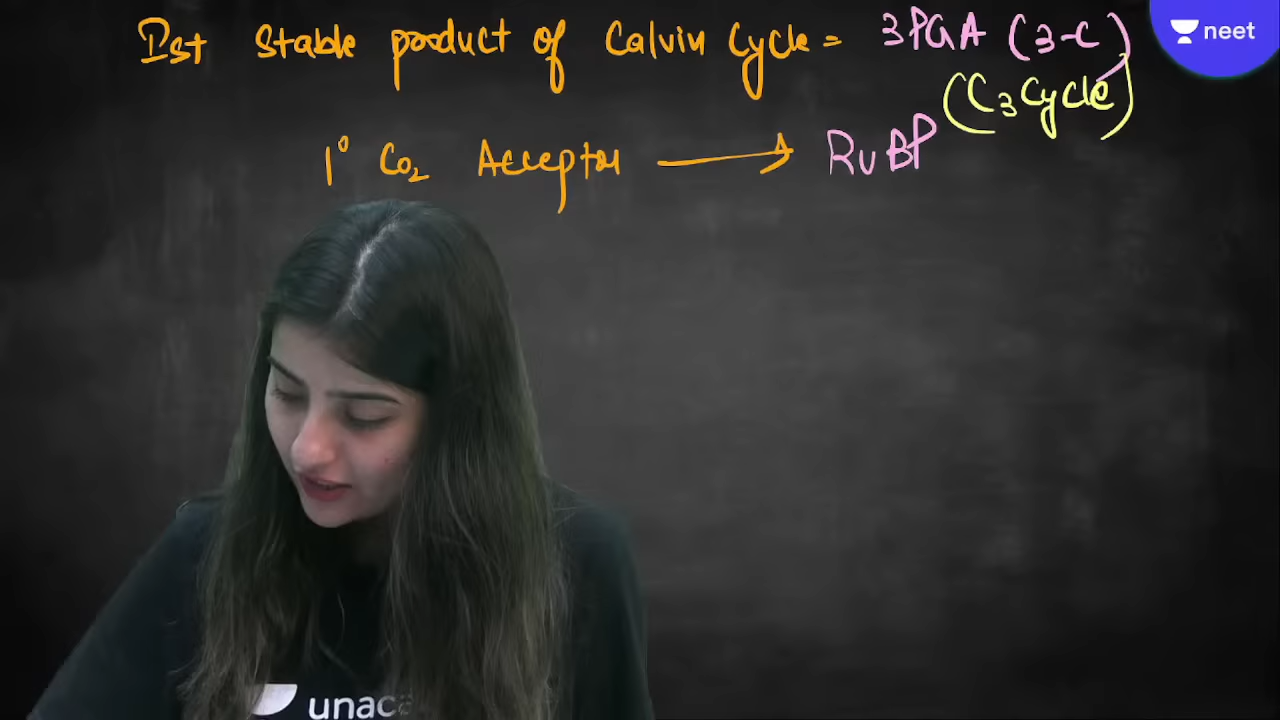 Ist stable product of Calvin Cycle = 3PGA (3-C)
(C₃ Cycle)
1° CO₂ Acceptor → RuBP
neet
unaca